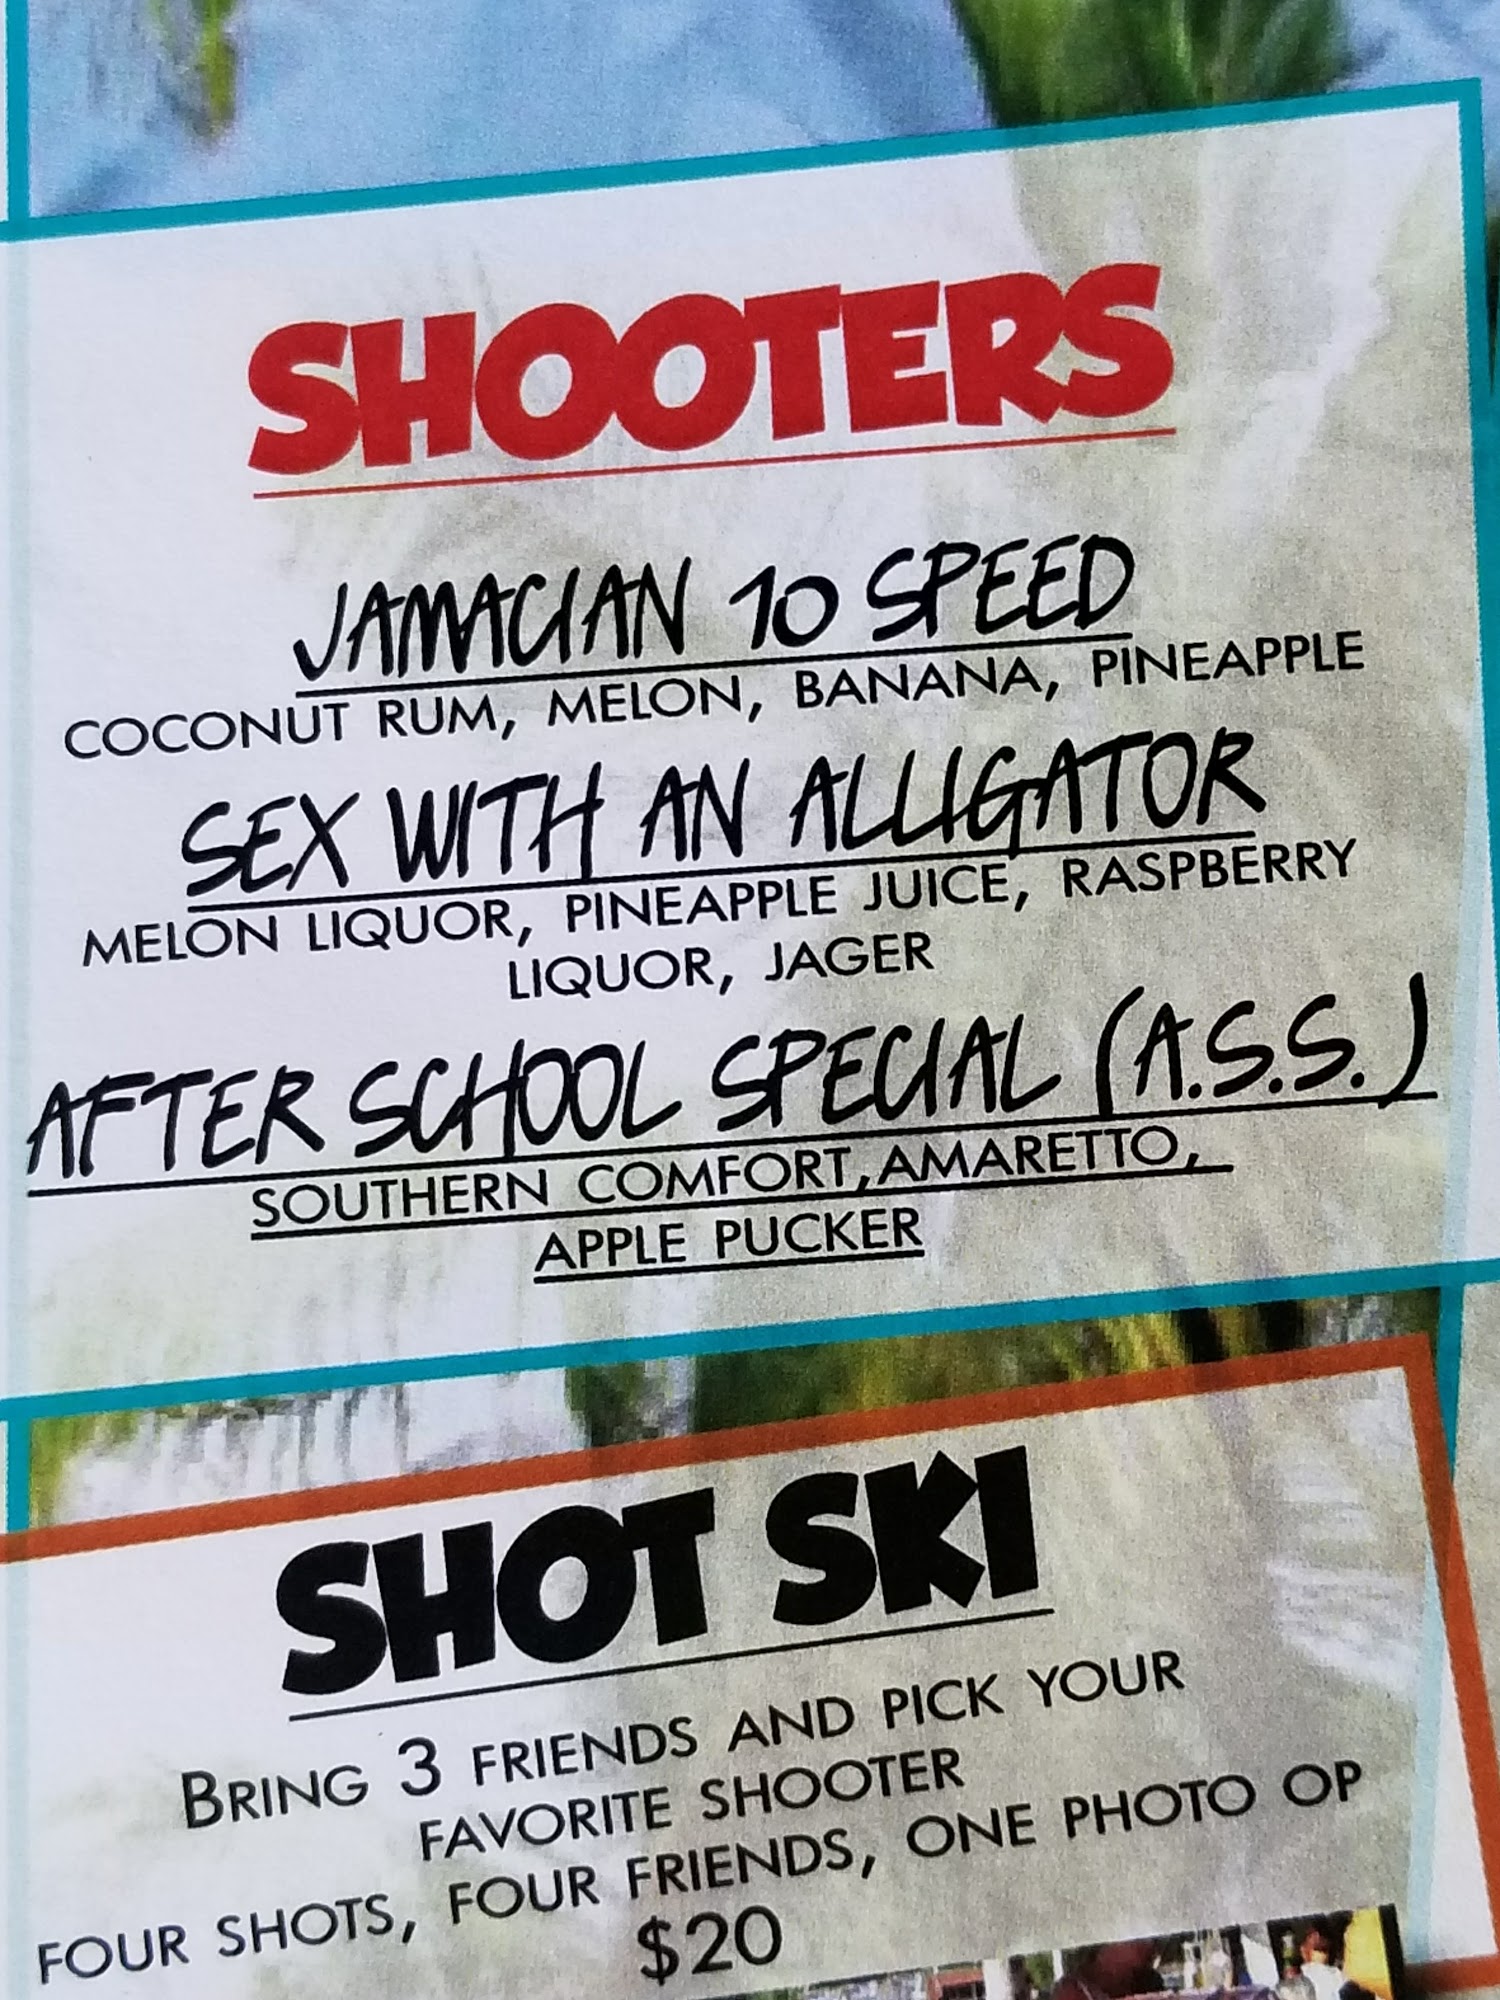 SHOOTERS
JAMACIAN 10 SPEED
COCONUT RUM, MELON, BANANA, PINEAPPLE
SEX WITH AN ALLIGATOR
MELON LIQUOR, PINEAPPLE JUICE, RASPBERRY
LIQUOR, JAGER
AFTER SCHOOL SPECIAL (A.S.S.)
SOUTHERN COMFORT, AMARETTO,
APPLE PUCKER
SHOT SKI
BRING 3 FRIENDS AND PICK YOUR
FAVORITE SHOOTER
FOUR SHOTS, FOUR FRIENDS, ONE PHOTO OP
$20